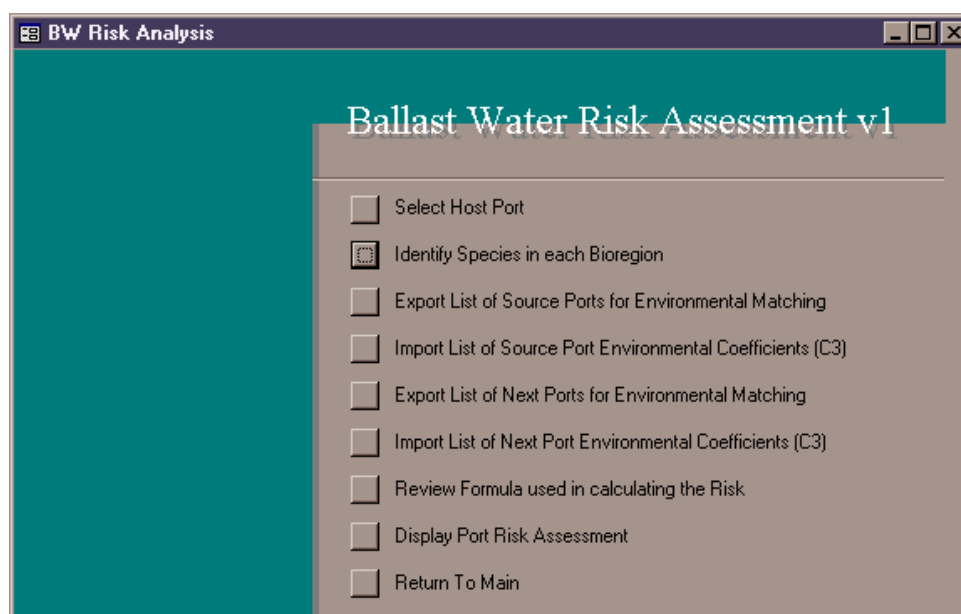 BW Risk Analysis
Ballast Water Risk Assessment v1
Select Host Port
Identify Species in each Bioregion
Export List of Source Ports for Environmental Matching
Import List of Source Port Environmental Coefficients (C3)
Export List of Next Ports for Environmental Matching
Import List of Next Port Environmental Coefficients (C3)
Review Formula used in calculating the Risk
Display Port Risk Assessment
Return To Main